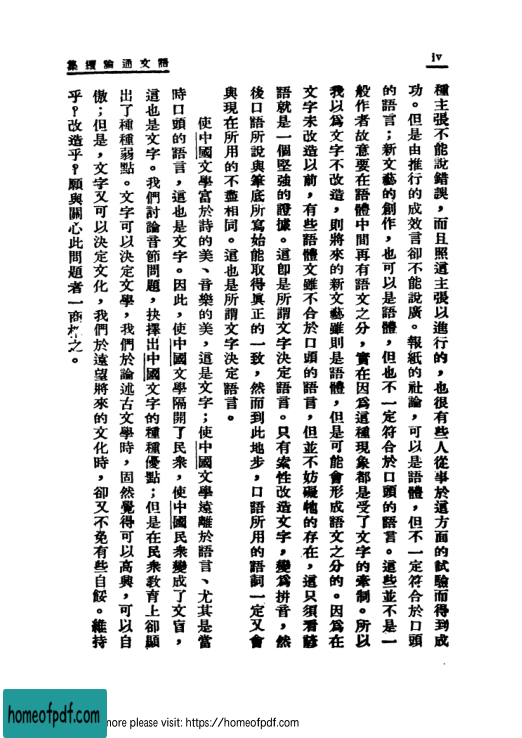 語文通論續集
iv
種主張不能說錯誤，而且照這主張以進行的，也很有些人從事於這方面的試驗而得到成
功。但是由推行的成效言卻不能說廣。報紙的社論，可以是語體，但不一定符合於口頭
的語言；新文藝的創作，也可以是語體，但也不一定符合於口頭的語言。這些並不是一
般作者故意要在語體中間再有語文之分，實在因爲這種現象都是受了文字的牽制。所以
我以爲文字不改造，則將來的新文藝雖則是語體，但是可能會形成語文之分的。因爲在
文字未改造以前，有些語體文雖不合於口頭的語言，但並不妨礙牠的存在，這只須看諺
語就是一個堅強的證據。這卽是所謂文字決定語言。只有索性改造文字，變爲拼音，然
後口語所說與筆底所寫始能取得眞正的一致，然而到此地步，口語所用的語詞一定又會
與現在所用的不盡相同。這也是所謂文字決定語言。
使中國文學富於詩的美、音樂的美，這是文字；使中國文學遠離於語言、尤其是當
時口頭的語言，這也是文字。因此，使中國文學隔開了民衆，使中國民衆變成了文盲，
這也是文字。我們討論音節問題，抉擇出中國文字的種種優點；但是在民衆教育上卻顯
出了種種弱點。文字可以決定文學，我們於論述古文學時，固然覺得可以高興，可以自
傲；但是，文字又可以決定文化，我們於遠望將來的文化時，卻又不免有些自餒。維持
乎？改造乎？願與關心此問題者一商榷之。
homeofpdf.com
more please visit: https://homeofpdf.com